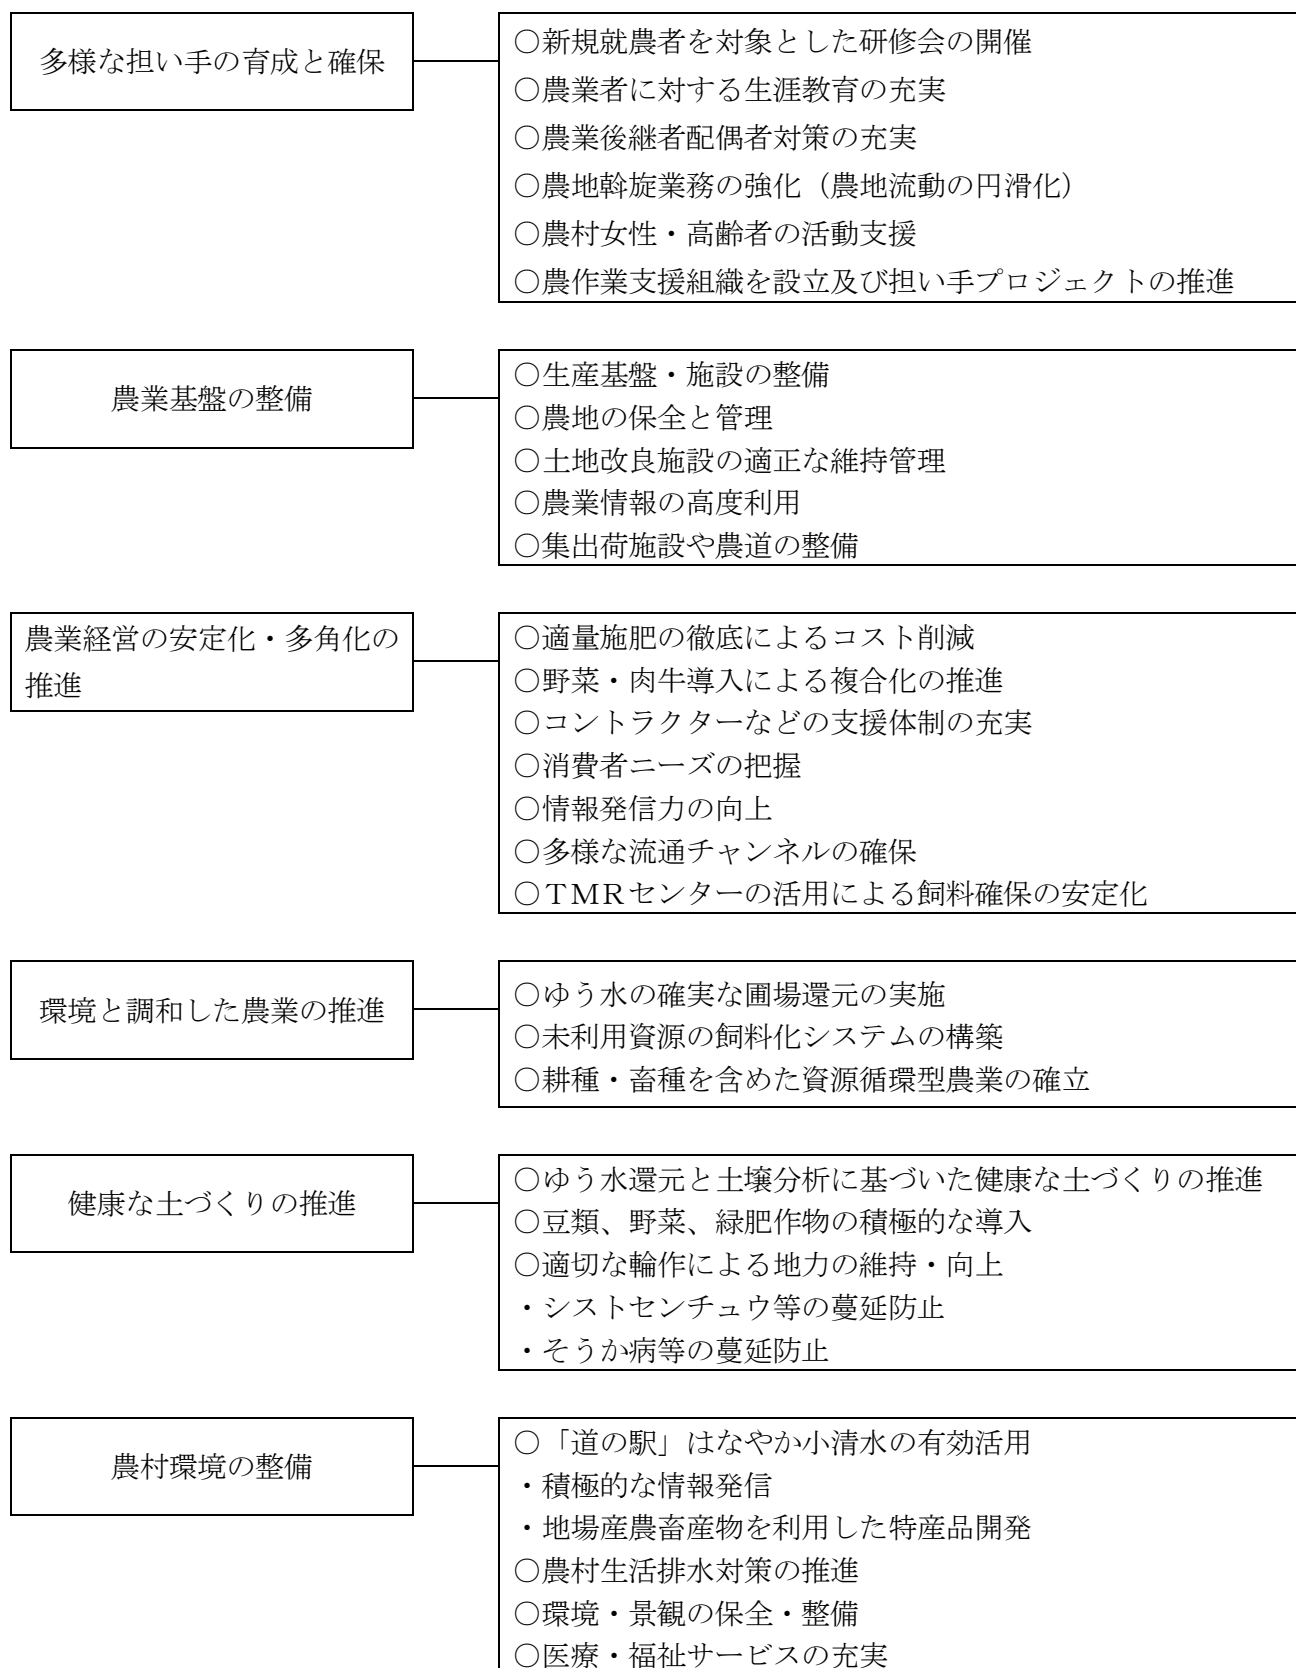 多様な担い手の育成と確保
○新規就農者を対象とした研修会の開催
○農業者に対する生涯教育の充実
○農業後継者配偶者対策の充実
○農地斡旋業務の強化（農地流動の円滑化）
○農村女性・高齢者の活動支援
○農作業支援組織を設立及び担い手プロジェクトの推進
農業基盤の整備
○生産基盤・施設の整備
○農地の保全と管理
○土地改良施設の適正な維持管理
○農業情報の高度利用
○集出荷施設や農道の整備
農業経営の安定化・多角化の
推進
○適量施肥の徹底によるコスト削減
○野菜・肉牛導入による複合化の推進
○コントラクターなどの支援体制の充実
○消費者ニーズの把握
○情報発信力の向上
○多様な流通チャンネルの確保
○ＴＭＲセンターの活用による飼料確保の安定化
環境と調和した農業の推進
○ゆう水の確実な圃場還元の実施
○未利用資源の飼料化システムの構築
○耕種・畜種を含めた資源循環型農業の確立
健康な土づくりの推進
○ゆう水還元と土壌分析に基づいた健康な土づくりの推進
○豆類、野菜、緑肥作物の積極的な導入
○適切な輪作による地力の維持・向上
・シストセンチュウ等の蔓延防止
・そうか病等の蔓延防止
農村環境の整備
○「道の駅」はなやか小清水の有効活用
・積極的な情報発信
・地場産農畜産物を利用した特産品開発
○農村生活排水対策の推進
○環境・景観の保全・整備
○医療・福祉サービスの充実